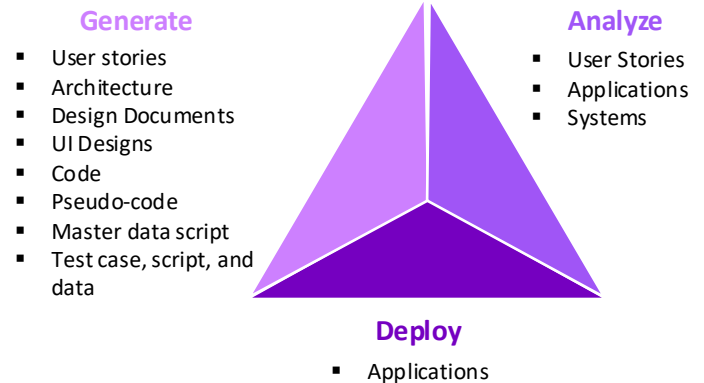 Generate
▪ User stories
▪ Architecture
▪ Design Documents
▪ UI Designs
▪ Code
▪ Pseudo-code
▪ Master data script
▪ Test case, script, and
data
Analyze
▪ User Stories
▪ Applications
▪ Systems
Deploy
▪ Applications